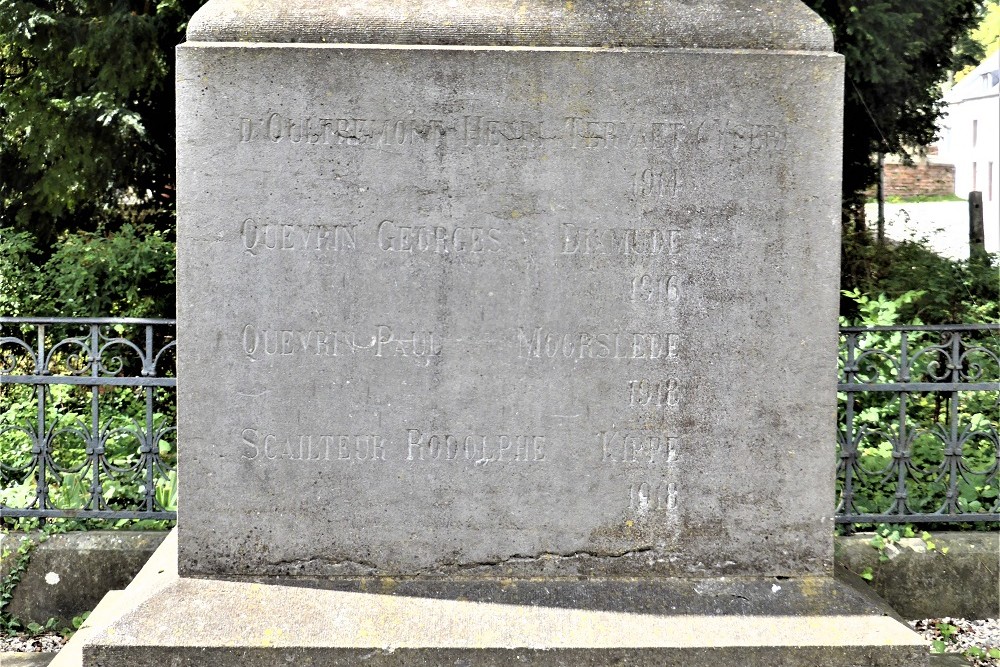 D'OULTREMONT HENRI TERVAET (YSER)
1914
QUEVRIN GEORGES DIXMUDE
1916
QUEVRIN PAUL MOORSLEDE
1918
SCAILTEUR RODOLPHE KIPPE
1918